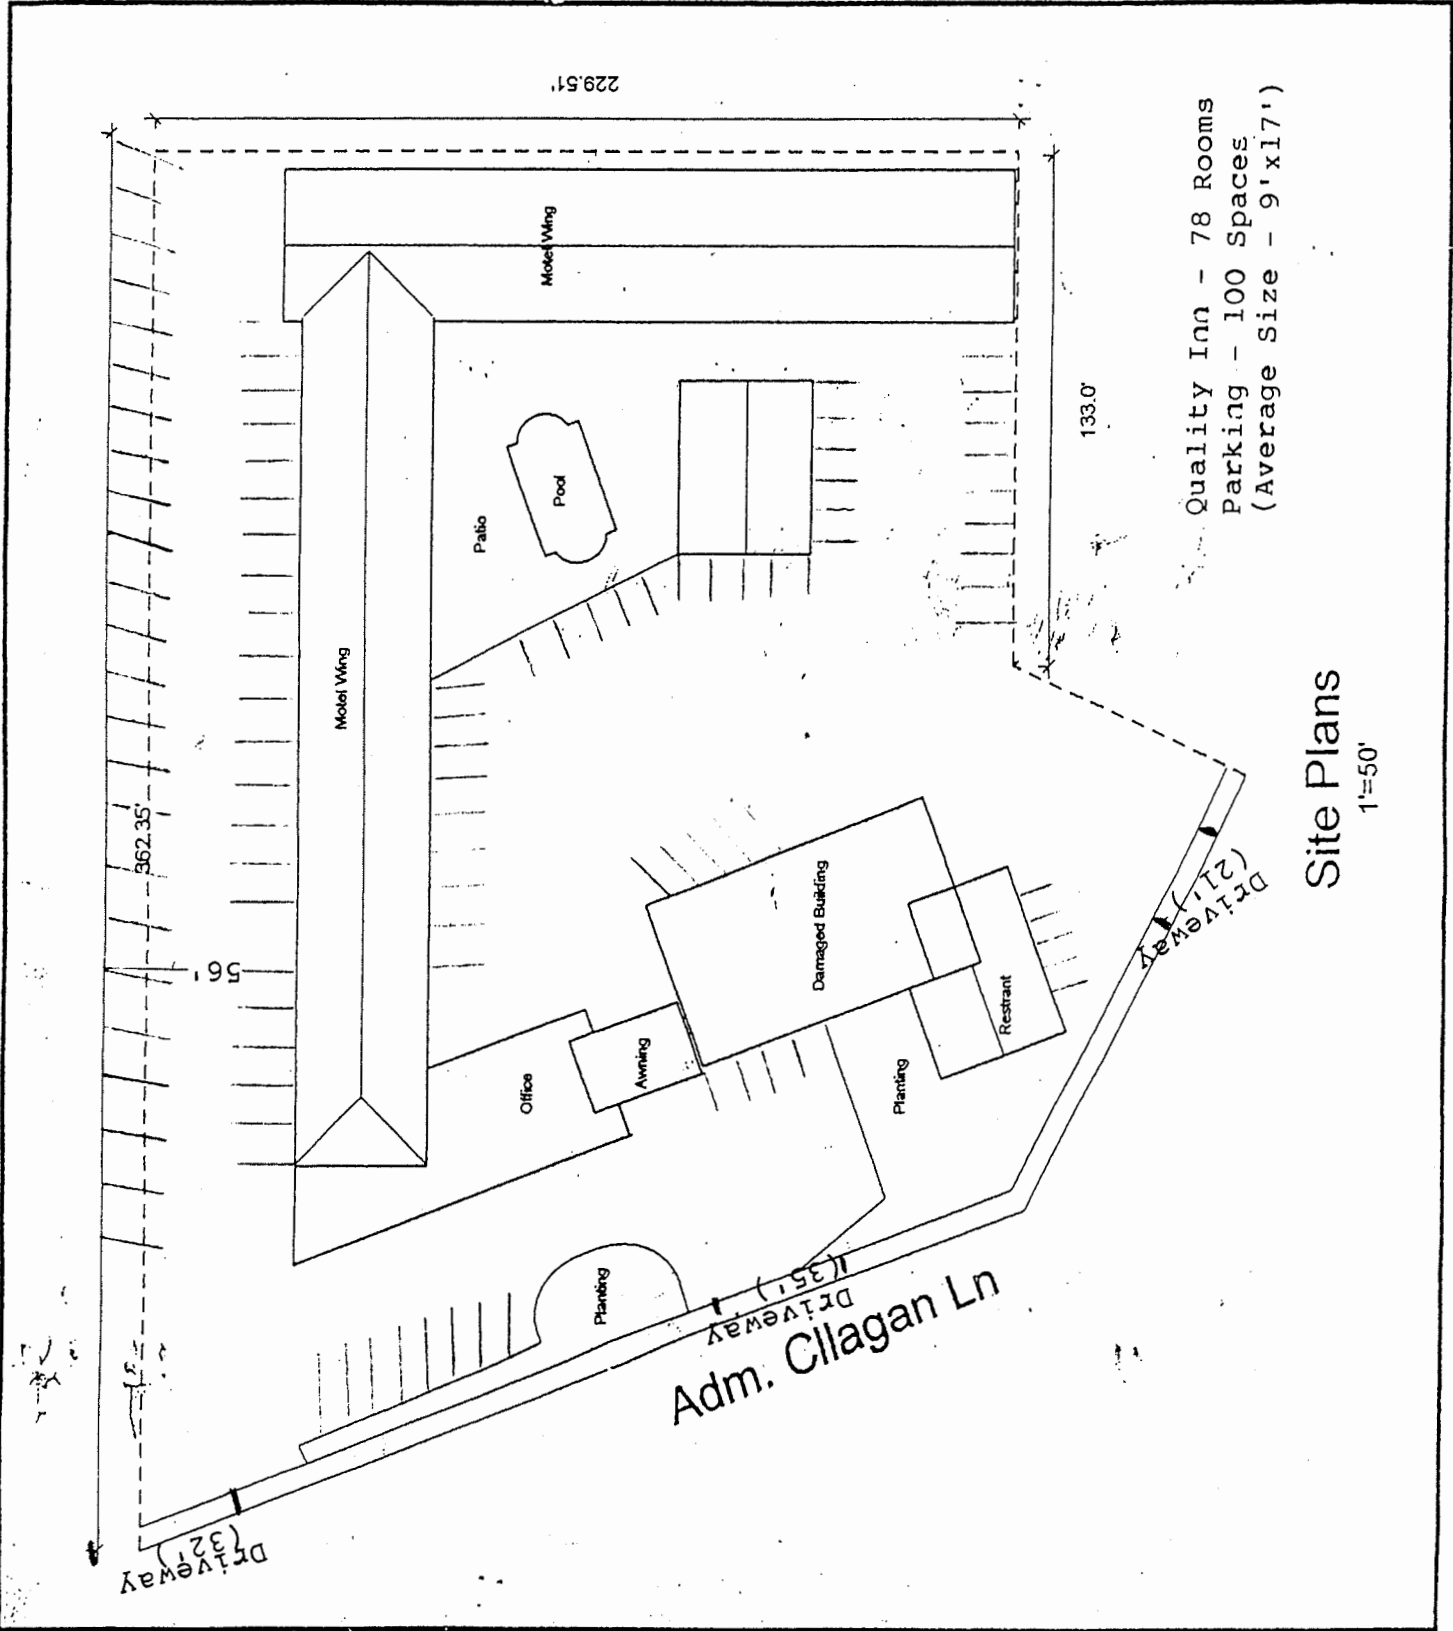 229.51'
362.35'
Motel Wing
Motel Wing
Patio
Pool
133.0'
56'
Office
Awning
Damaged Building
Restrant
Planting
Planting
Driveway
(32')
Driveway
(35')
Driveway
(21')
Adm. Cllagan Ln
Quality Inn - 78 Rooms
Parking - 100 Spaces
(Average Size - 9'x17')
Site Plans
1'=50'